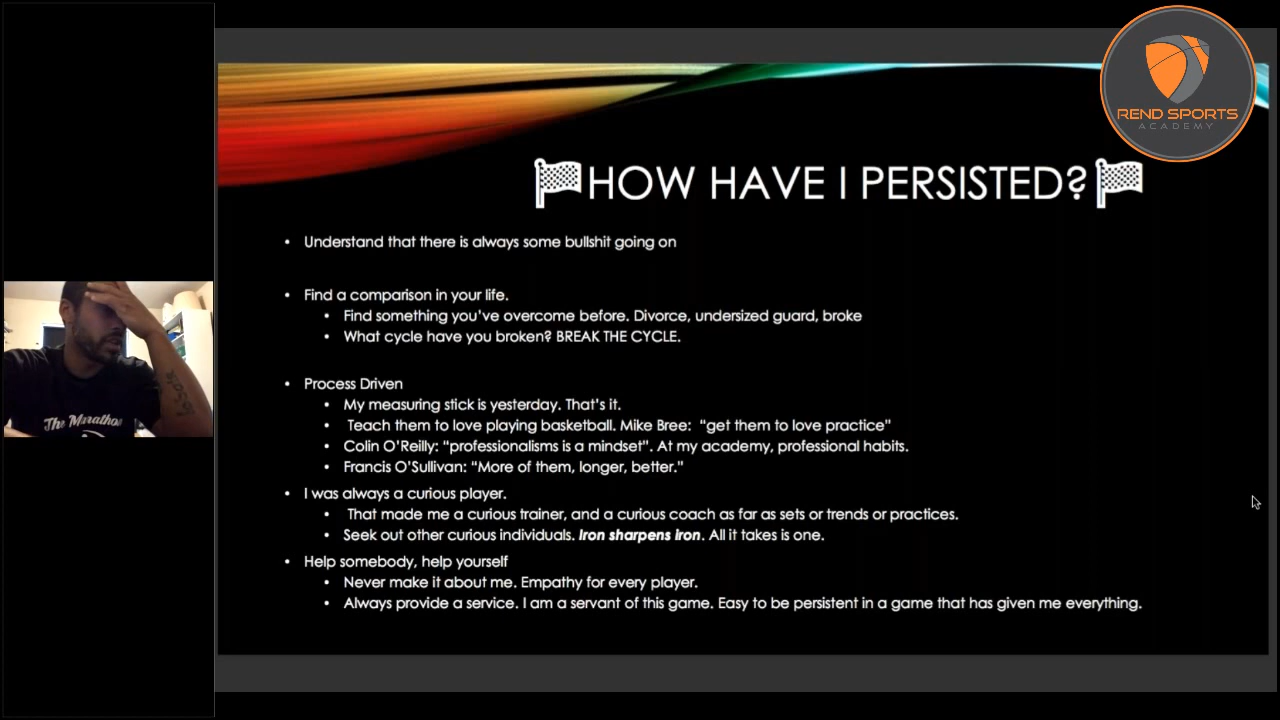 REND SPORTS
ACADEMY
HOW HAVE I PERSISTED?
• Understand that there is always some bullshit going on
• Find a comparison in your life.
• Find something you've overcome before. Divorce, undersized guard, broke
• What cycle have you broken? BREAK THE CYCLE.
• Process Driven
• My measuring stick is yesterday. That's it.
• Teach them to love playing basketball. Mike Bree: "get them to love practice"
• Colin O'Reilly: "professionalisms is a mindset". At my academy, professional habits.
• Francis O'Sullivan: "More of them, longer, better."
• I was always a curious player.
• That made me a curious trainer, and a curious coach as far as sets or trends or practices.
• Seek out other curious individuals. Iron sharpens Iron. All it takes is one.
• Help somebody, help yourself
• Never make it about me. Empathy for every player.
• Always provide a service. I am a servant of this game. Easy to be persistent in a game that has given me everything.
The Marathon